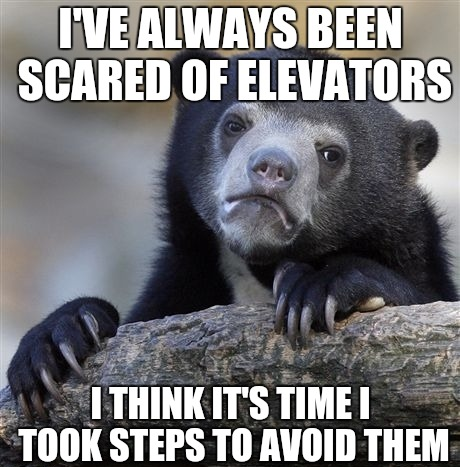 I'VE ALWAYS BEEN
SCARED OF ELEVATORS
I THINK IT'S TIME I
TOOK STEPS TO AVOID THEM